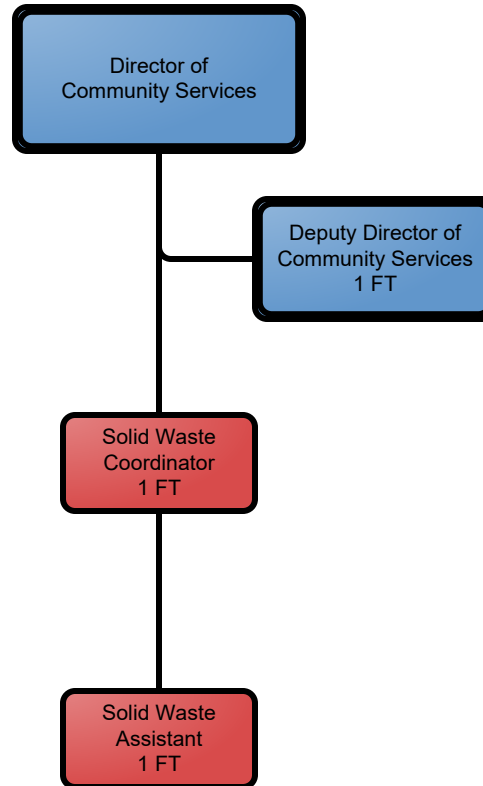 Director of
Community Services
Deputy Director of
Community Services
1 FT
Solid Waste
Coordinator
1 FT
Solid Waste
Assistant
1 FT